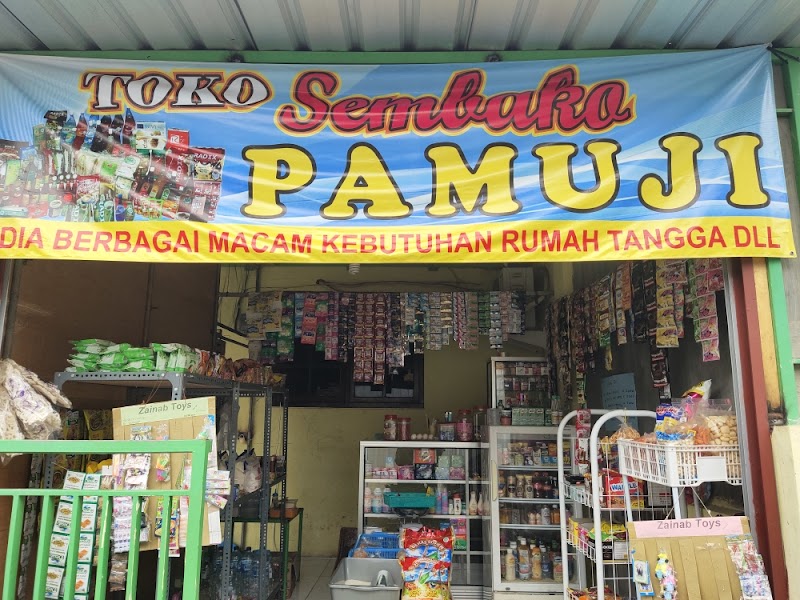 TOKO Sembako
PAMUJI
DIA BERBAGAI MACAM KEBUTUHAN RUMAH TANGGA DLL
Zainab Toys
Zainab Toys